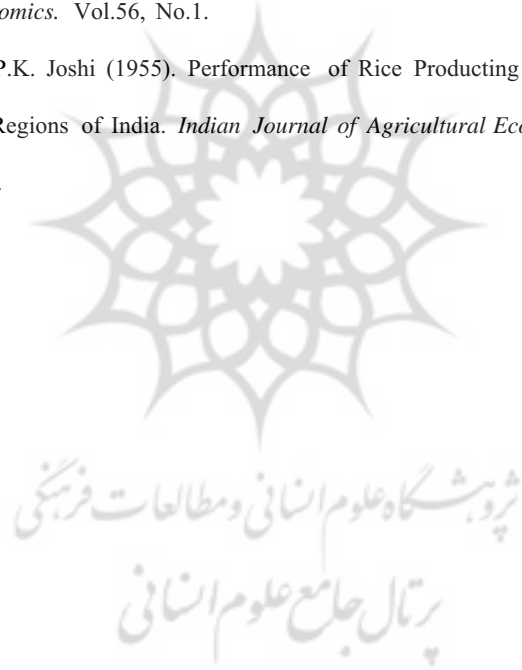 omics. Vol.56, No.1.
P.K. Joshi (1955). Performance of Rice Producting
Regions of India. Indian Journal of Agricultural Eco
پژوهشگاه علوم انسانی و مطالعات فرهنگی
پرتال جامع علوم انسانی